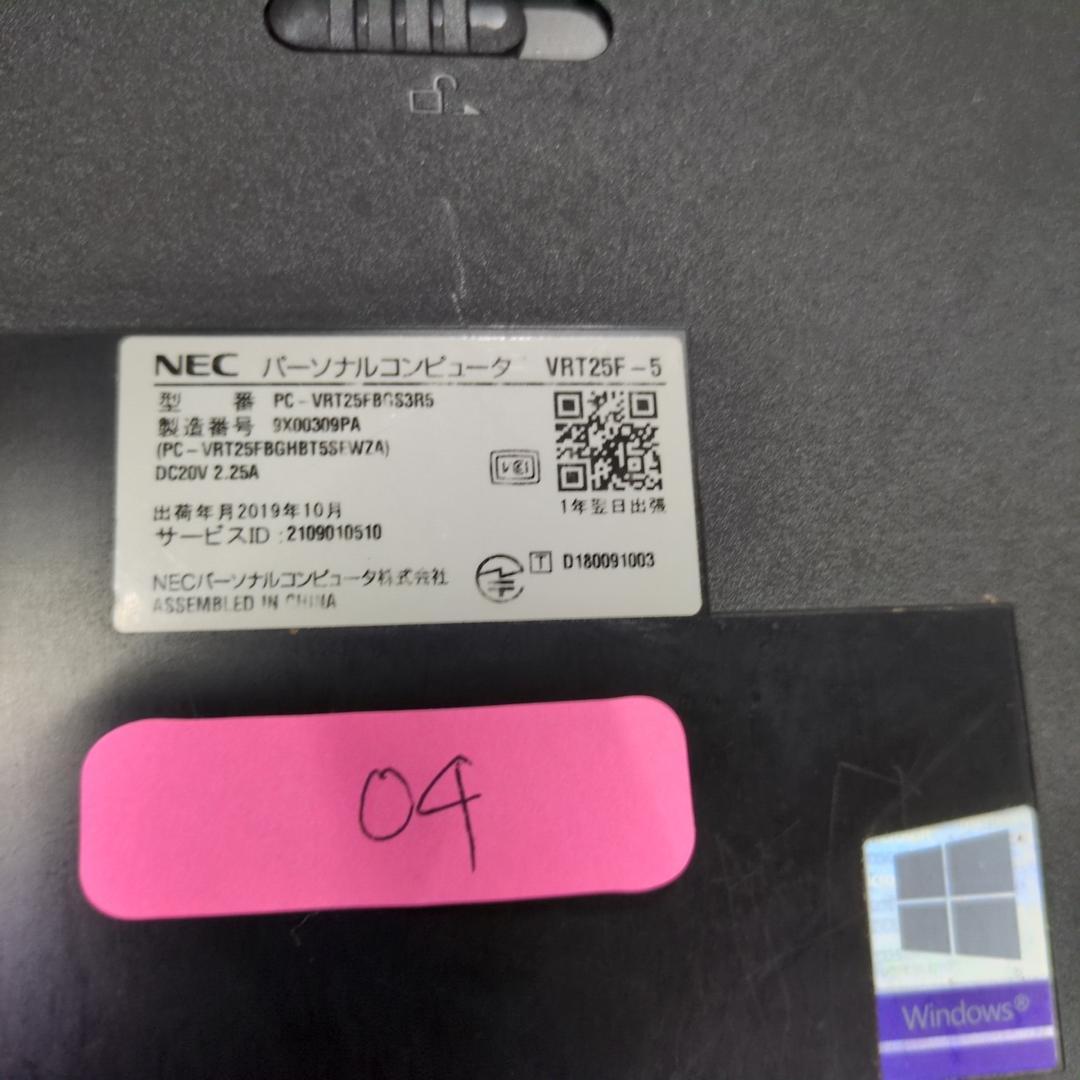 NEC パーソナルコンピュータ VRT25F-5
型 番 PC-VRT25FBGS3R5
製造番号 9X00309PA
(PC-VRT25FBGHBT5SFWZA)
DC20V 2.25A
1年翌日出張
出荷年月2019年10月
サービスID:2109010510
T D180091003
NECパーソナルコンピュータ株式会社
ASSEMBLED IN CHINA
04
Windows®